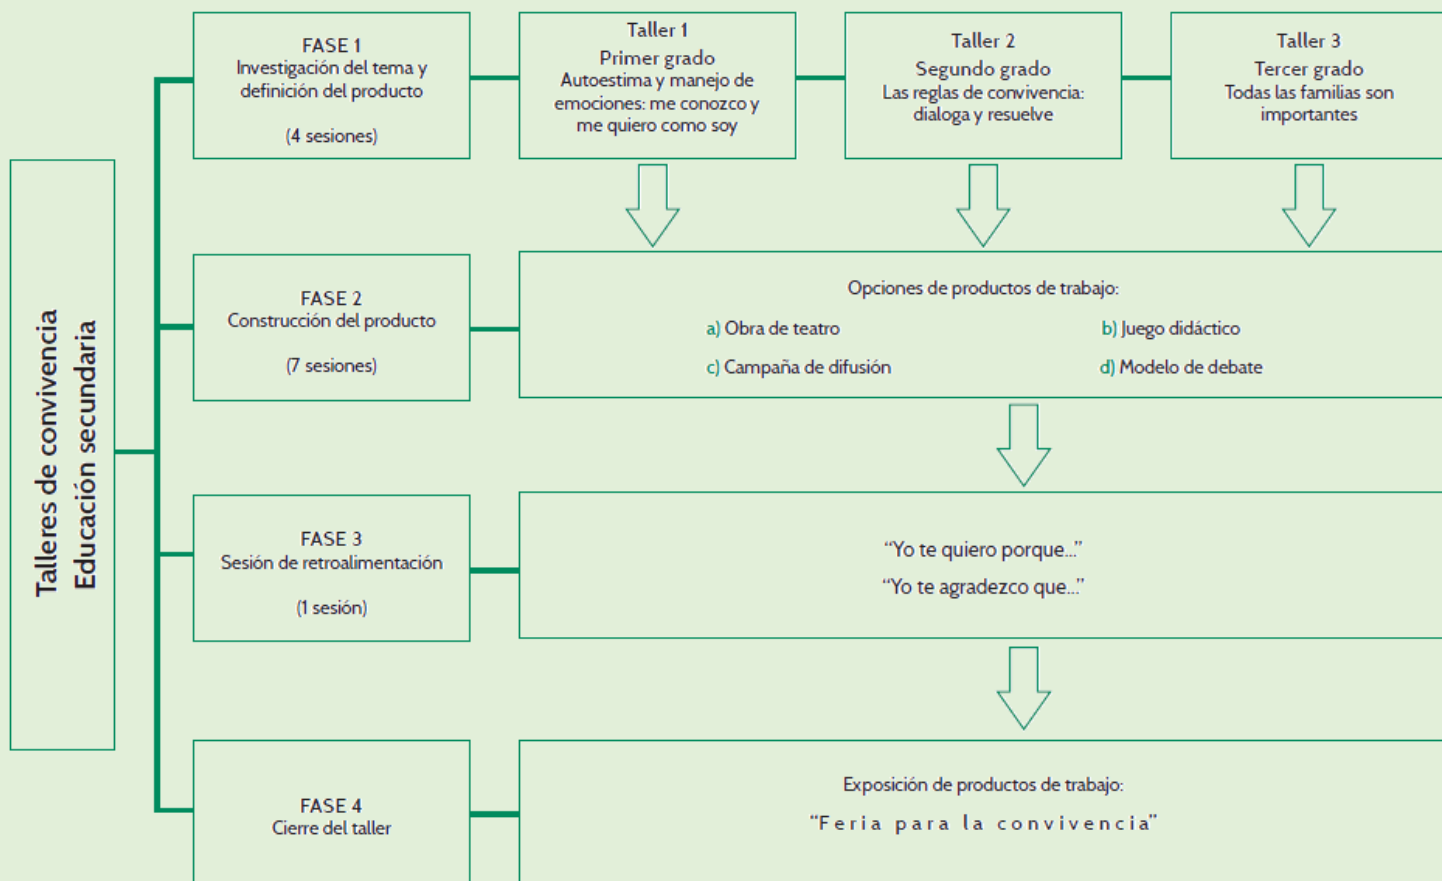 Talleres de convivencia
Educación secundaria
FASE 1
Investigación del tema y
definición del producto
(4 sesiones)
Taller 1
Primer grado
Autoestima y manejo de
emociones: me conozco y
me quiero como soy
Taller 2
Segundo grado
Las reglas de convivencia:
dialoga y resuelve
Taller 3
Tercer grado
Todas las familias son
importantes
FASE 2
Construcción del producto
(7 sesiones)
Opciones de productos de trabajo:
a) Obra de teatro
b) Juego didáctico
c) Campaña de difusión
d) Modelo de debate
FASE 3
Sesión de retroalimentación
(1 sesión)
“Yo te quiero porque...”
“Yo te agradezco que...”
FASE 4
Cierre del taller
Exposición de productos de trabajo:
“Feria para la convivencia”